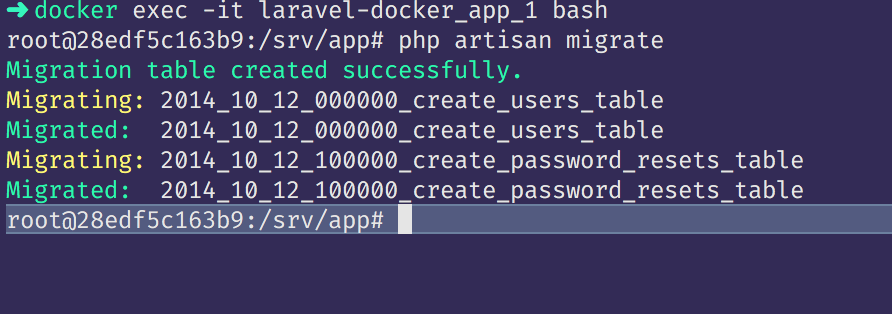 ➜ docker exec -it laravel-docker_app_1 bash
root@28edf5c163b9:/srv/app# php artisan migrate
Migration table created successfully.
Migrating: 2014_10_12_000000_create_users_table
Migrated:  2014_10_12_000000_create_users_table
Migrating: 2014_10_12_100000_create_password_resets_table
Migrated:  2014_10_12_100000_create_password_resets_table
root@28edf5c163b9:/srv/app#